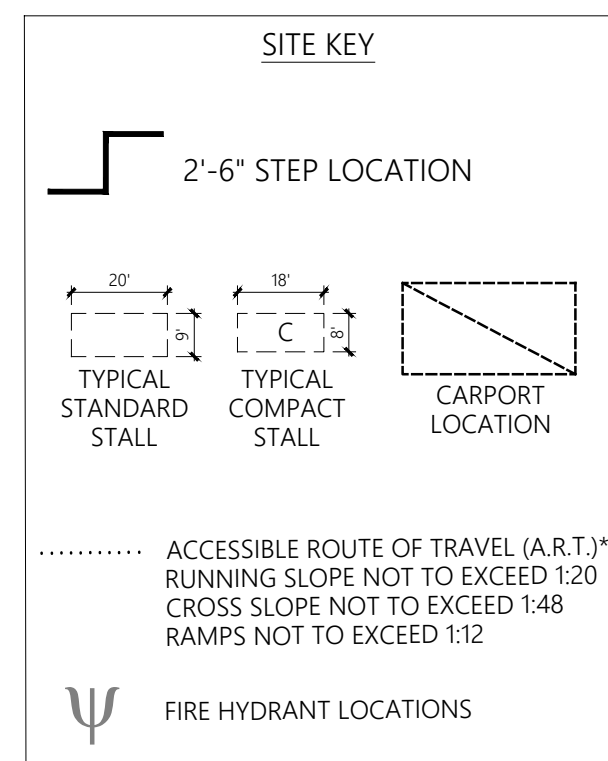 SITE KEY
2'-6" STEP LOCATION
20'
9'
TYPICAL
STANDARD
STALL
18'
C
8'
TYPICAL
COMPACT
STALL
CARPORT
LOCATION
ACCESSIBLE ROUTE OF TRAVEL (A.R.T.)*
RUNNING SLOPE NOT TO EXCEED 1:20
CROSS SLOPE NOT TO EXCEED 1:48
RAMPS NOT TO EXCEED 1:12
FIRE HYDRANT LOCATIONS